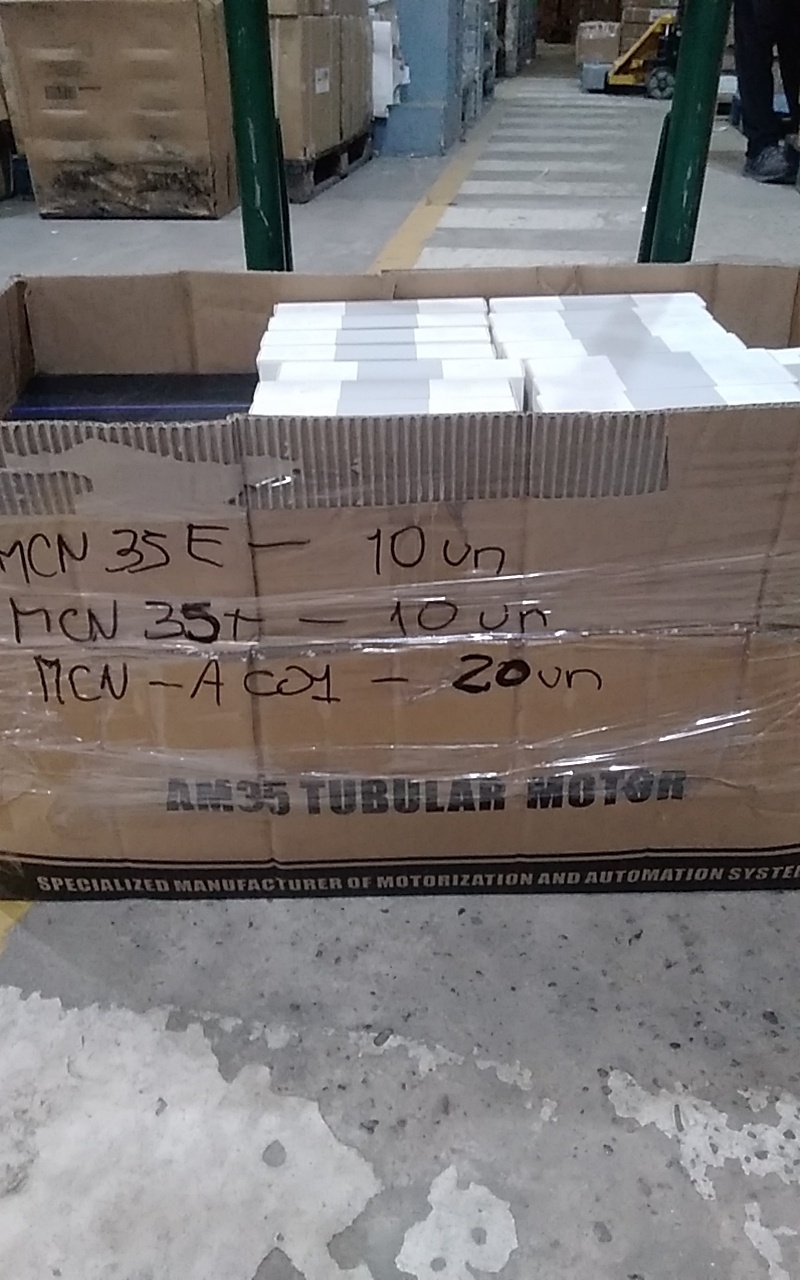 MCN 35E — 10 un
MCN 35t — 10 un
MCN - AC01 - 20 un
AM35 TUBULAR MOTOR
SPECIALIZED MANUFACTURER OF MOTORIZATION AND AUTOMATION SYSTEM